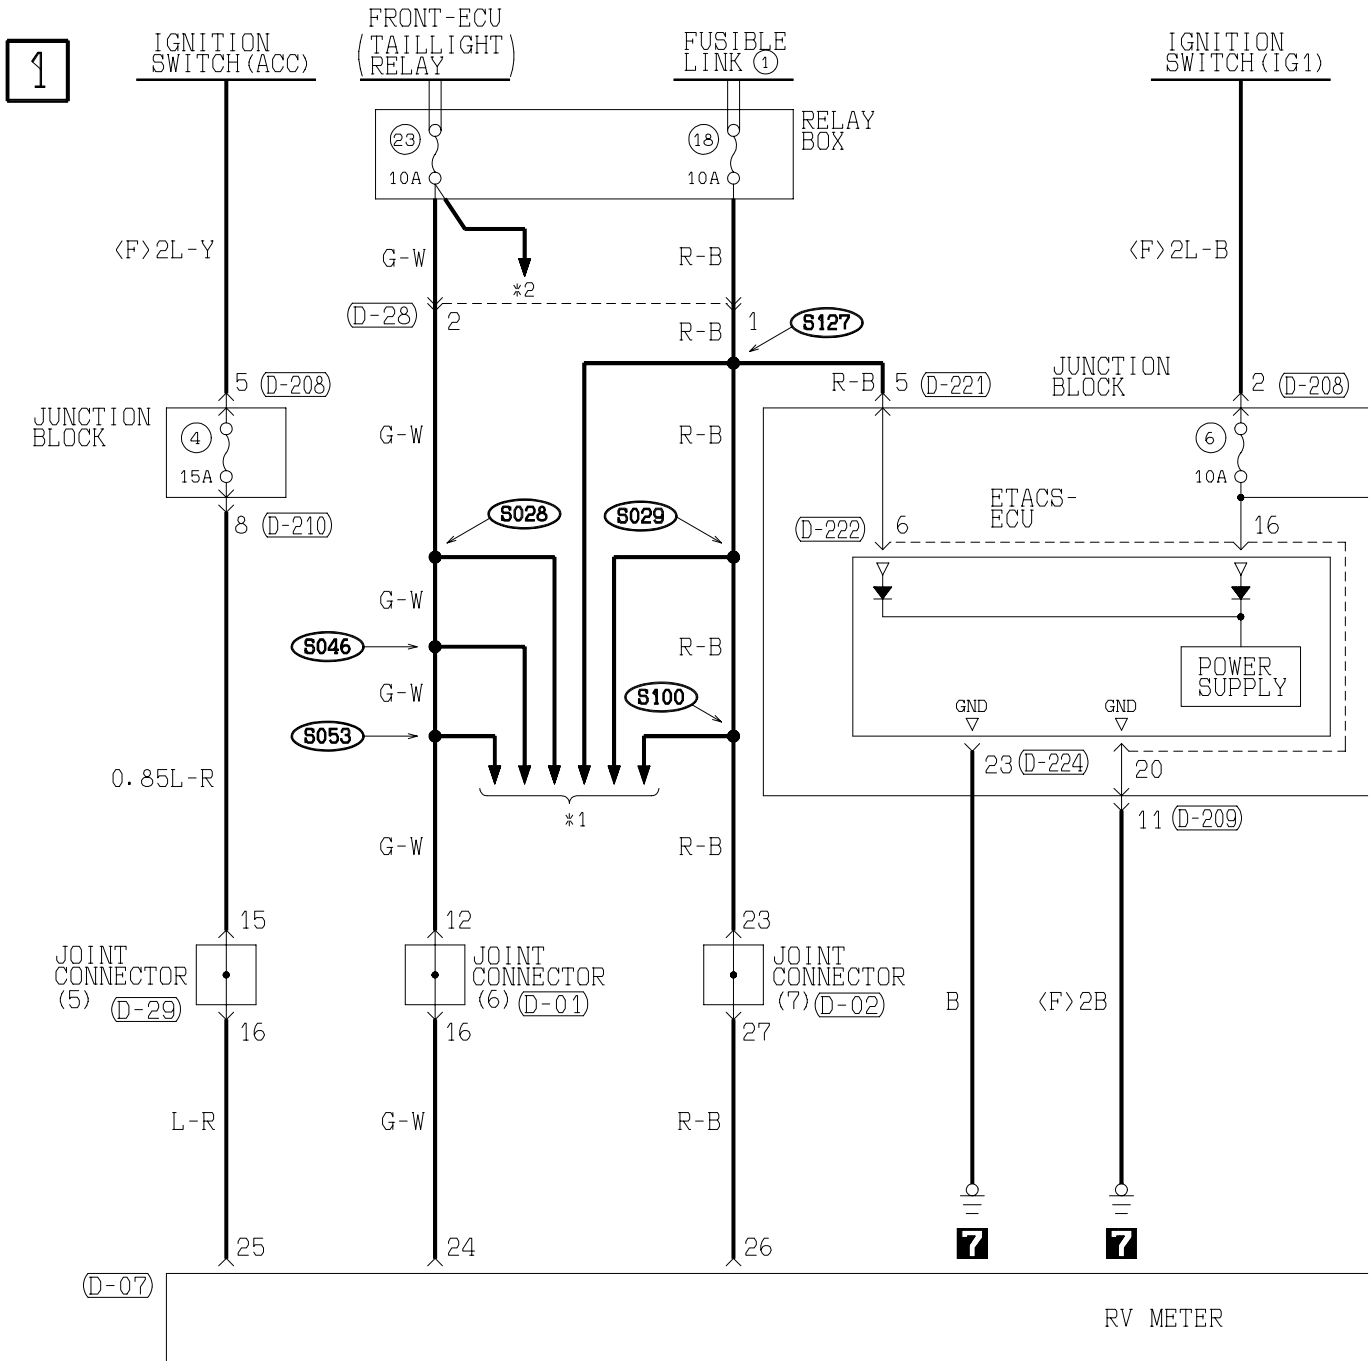 1
IGNITION
SWITCH(ACC)
FRONT-ECU
(TAILLIGHT
RELAY)
FUSIBLE
LINK ①
IGNITION
SWITCH(IG1)
RELAY
BOX
23
10A
18
10A
<F>2L-Y
G-W
R-B
<F>2L-B
*2
D-28
2
R-B
1
S127
5
D-208
R-B
5
D-221
JUNCTION
BLOCK
2
D-208
JUNCTION
BLOCK
4
15A
G-W
R-B
6
10A
8
D-210
S028
S029
ETACS-
ECU
D-222
6
16
G-W
S046
R-B
POWER
SUPPLY
G-W
S100
GND
GND
S053
23
D-224
20
0.85L-R
*1
11
D-209
G-W
R-B
15
12
23
JOINT
CONNECTOR
(5)
D-29
JOINT
CONNECTOR
(6)
D-01
JOINT
CONNECTOR
(7)
D-02
B
<F>2B
16
16
27
L-R
G-W
R-B
7
7
25
24
26
D-07
RV METER